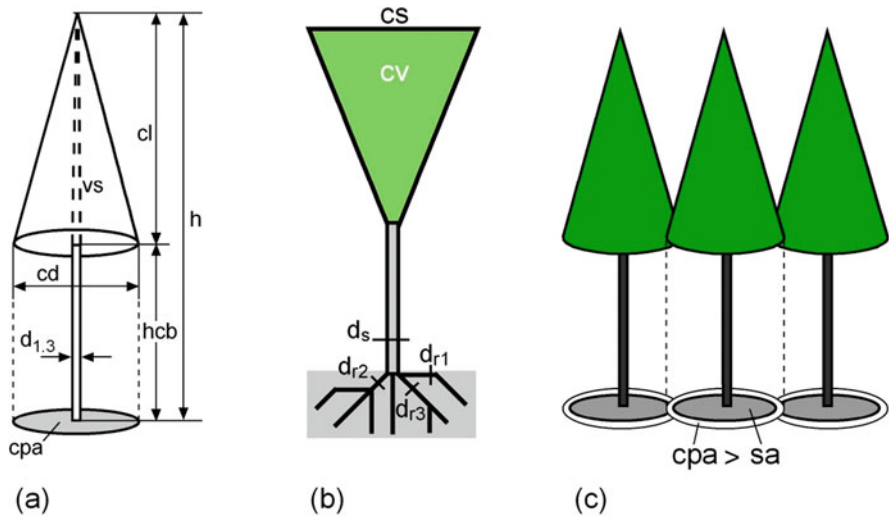 cl
vs
h
cd
hcb
d1.3
cpa
(a)
cs
cv
ds
dr1
dr2
dr3
(b)
cpa > sa
(c)